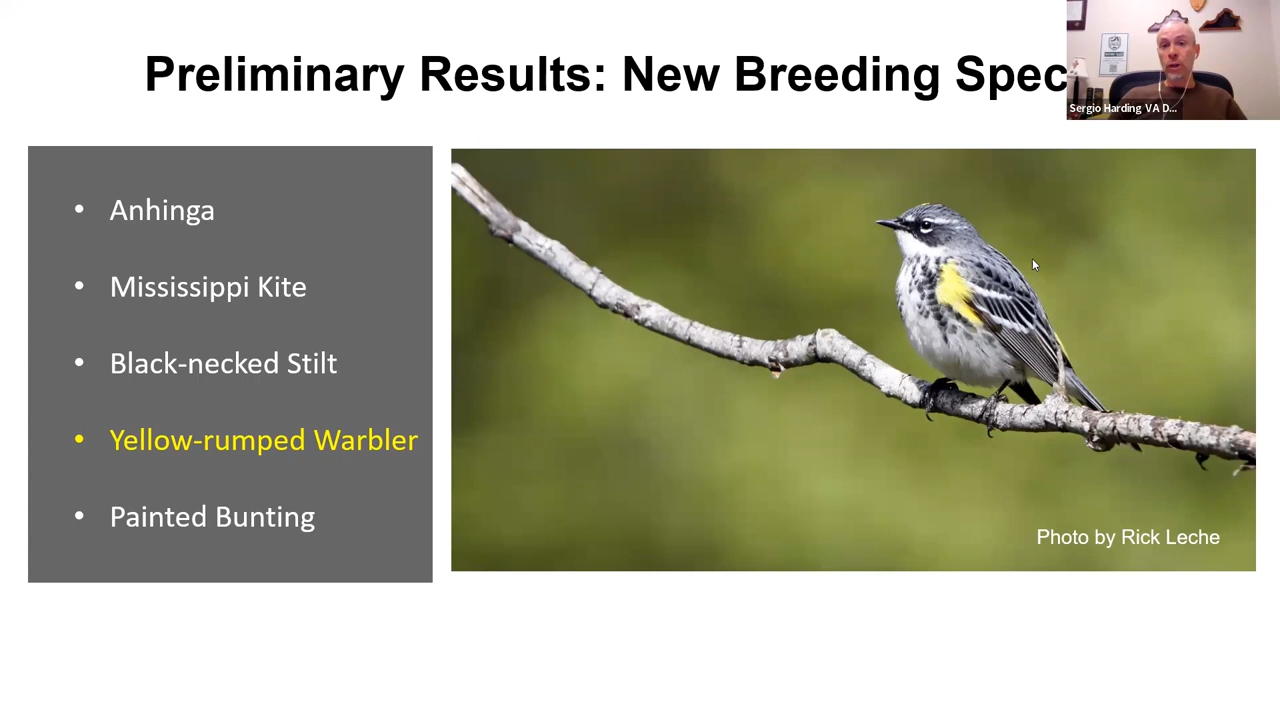 Preliminary Results: New Breeding Spec
Sergio Harding VA D...
• Anhinga
• Mississippi Kite
• Black-necked Stilt
• Yellow-rumped Warbler
• Painted Bunting
Photo by Rick Leche